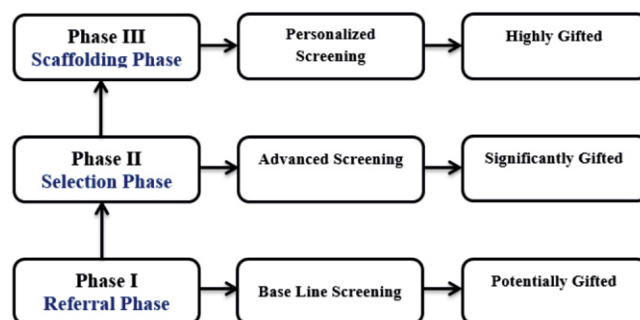 Phase III
Scaffolding Phase
Personalized
Screening
Highly Gifted
Phase II
Selection Phase
Advanced Screening
Significantly Gifted
Phase I
Referral Phase
Base Line Screening
Potentially Gifted